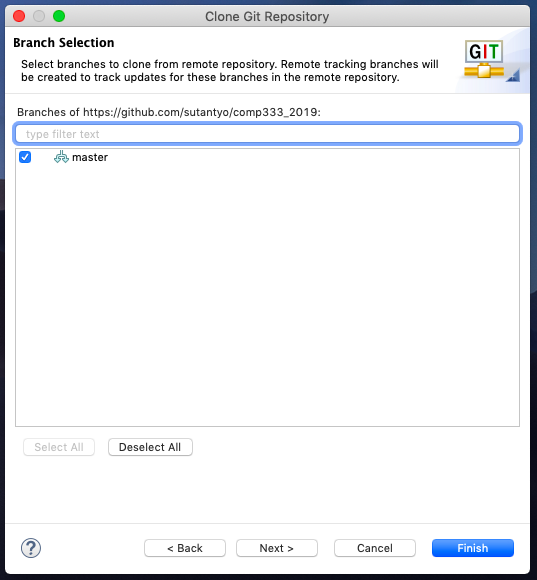 Clone Git Repository
Branch Selection
Select branches to clone from remote repository. Remote tracking branches will
be created to track updates for these branches in the remote repository.
GIT
Branches of https://github.com/sutantyo/comp333_2019:
type filter text
master
Select All
Deselect All
?
< Back
Next >
Cancel
Finish